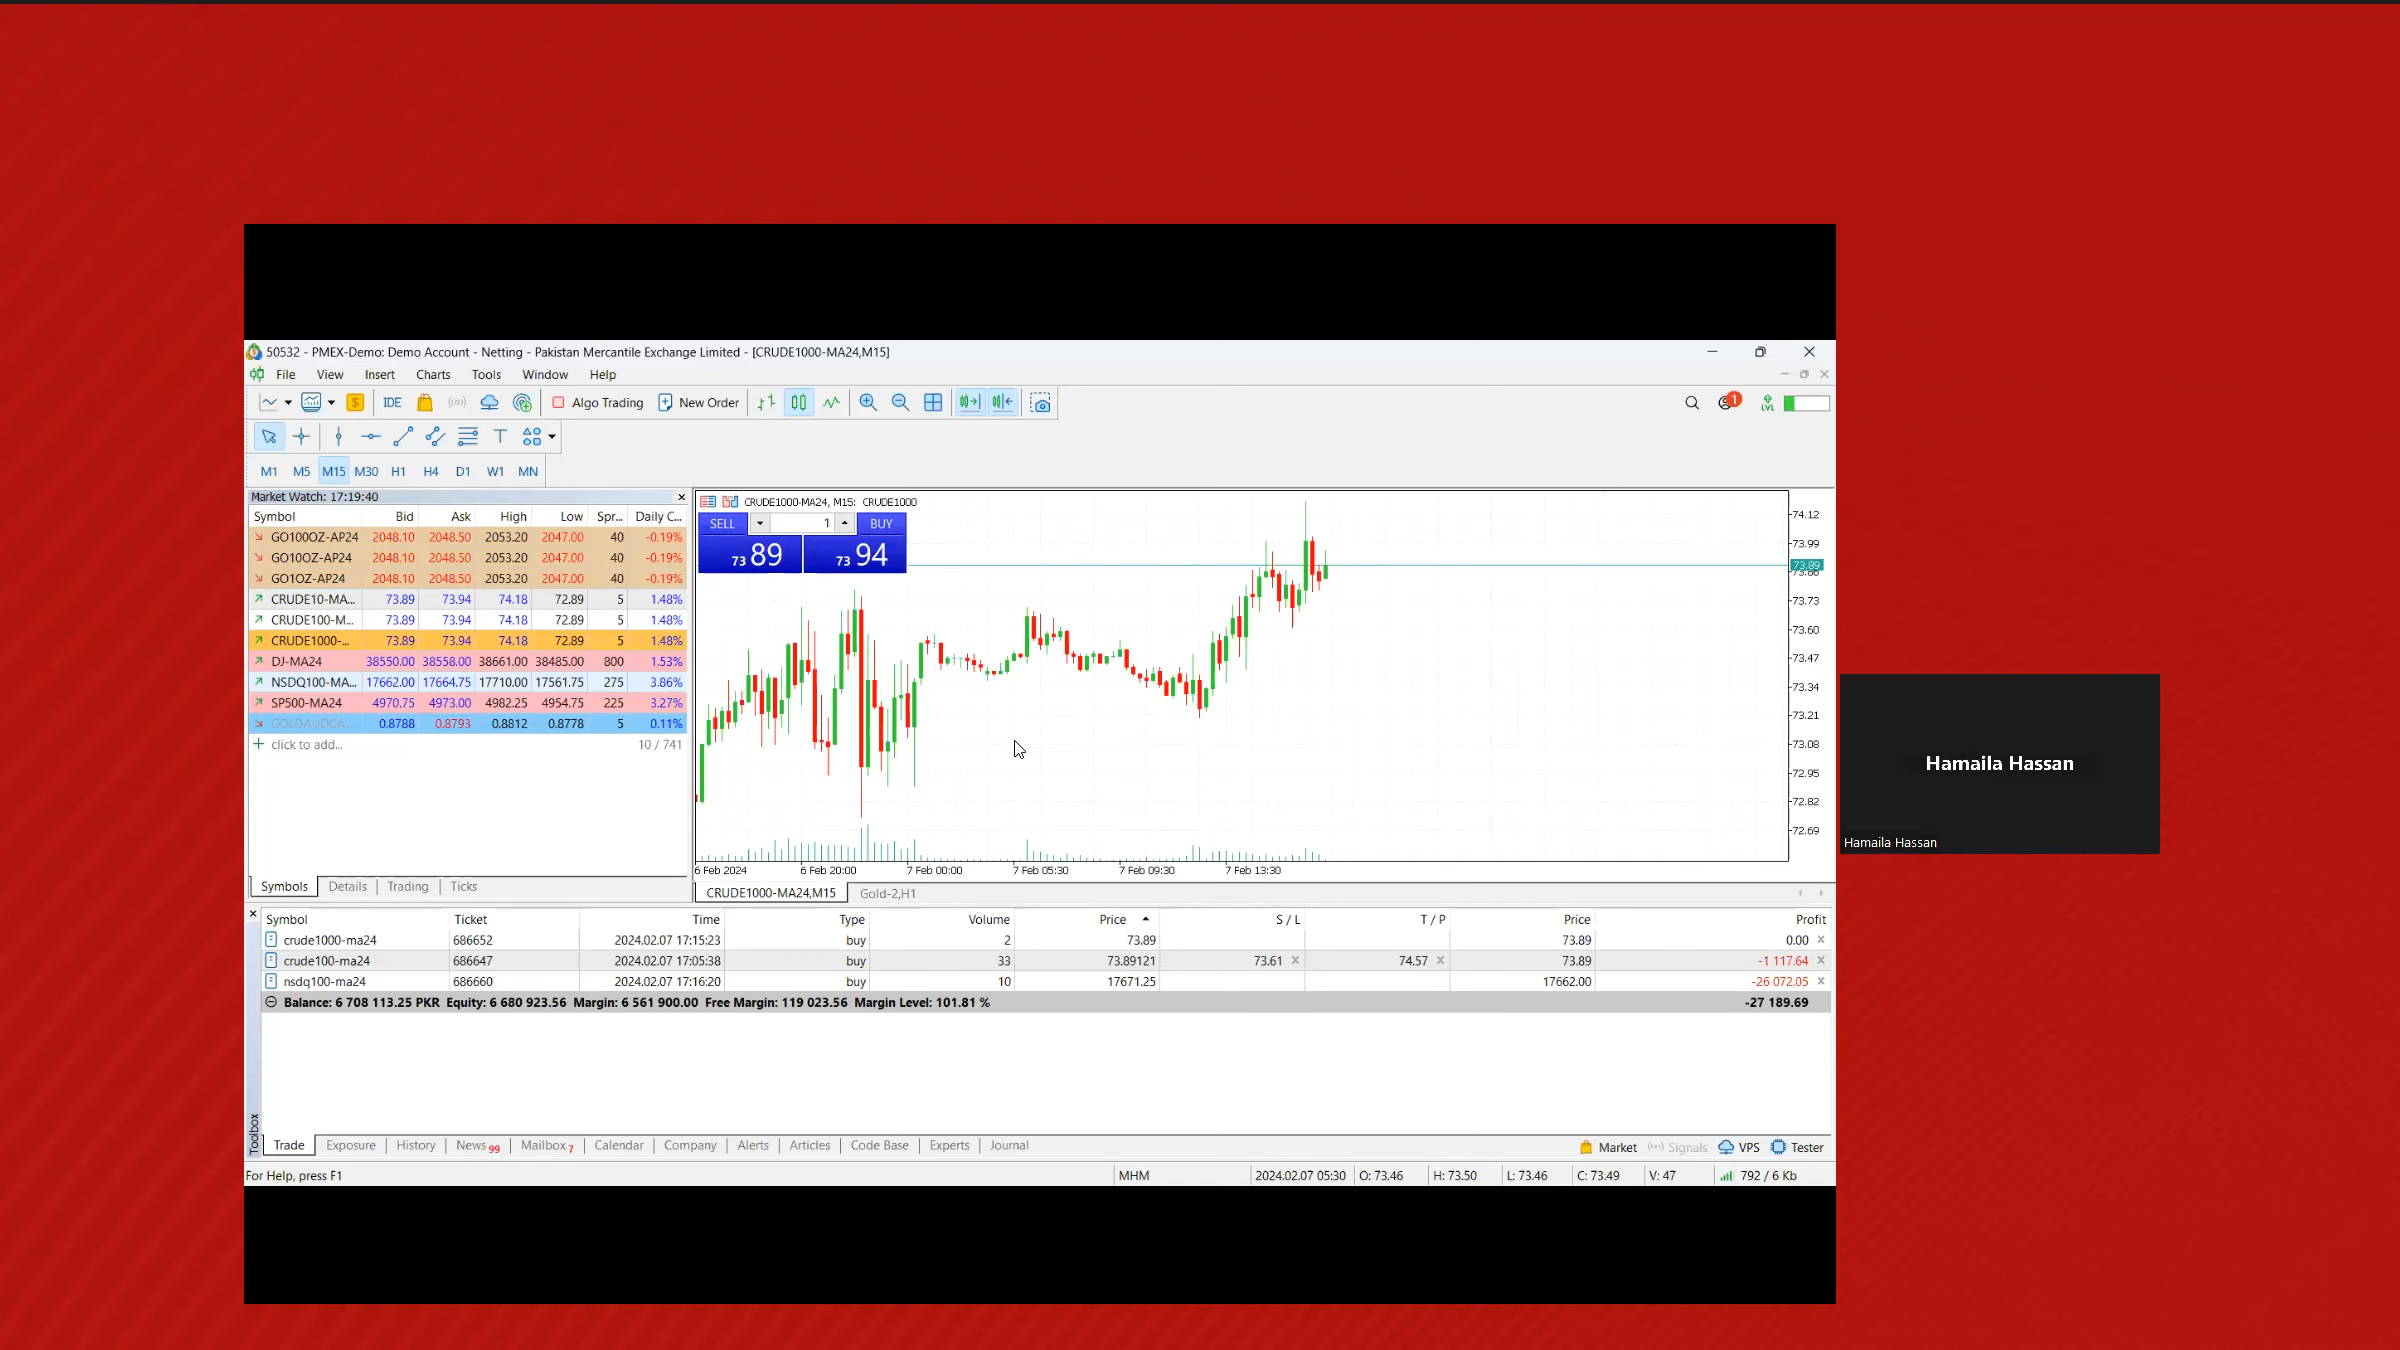 50532 - PMEX-Demo: Demo Account - Netting - Pakistan Mercantile Exchange Limited - [CRUDE1000-MA24,M15]
File View Insert Charts Tools Window Help
IDE Algo Trading New Order 1 LVL
M1 M5 M15 M30 H1 H4 D1 W1 MN
Market Watch: 17:19:40
Symbol Bid Ask High Low Spr... Daily C...
GO100OZ-AP24 2048.10 2048.50 2053.20 2047.00 40 -0.19%
GO10OZ-AP24 2048.10 2048.50 2053.20 2047.00 40 -0.19%
GO1OZ-AP24 2048.10 2048.50 2053.20 2047.00 40 -0.19%
CRUDE10-MA... 73.89 73.94 74.18 72.89 5 1.48%
CRUDE100-M... 73.89 73.94 74.18 72.89 5 1.48%
CRUDE1000-... 73.89 73.94 74.18 72.89 5 1.48%
DJ-MA24 38550.00 38558.00 38661.00 38485.00 800 1.53%
NSDQ100-MA... 17662.00 17664.75 17710.00 17561.75 275 3.86%
SP500-MA24 4970.75 4973.00 4982.25 4954.75 225 3.27%
GOLDAUDCA... 0.8788 0.8793 0.8812 0.8778 5 0.11%
click to add... 10 / 741
Symbols Details Trading Ticks
CRUDE1000-MA24, M15: CRUDE1000
SELL 1 BUY
73 89 73 94
74.12
73.99
73.89
73.86
73.73
73.60
73.47
73.34
73.21
73.08
72.95
72.82
72.69
6 Feb 2024 6 Feb 20:00 7 Feb 00:00 7 Feb 05:30 7 Feb 09:30 7 Feb 13:30
CRUDE1000-MA24,M15 Gold-2,H1
Symbol Ticket Time Type Volume Price S / L T / P Price Profit
crude1000-ma24 686652 2024.02.07 17:15:23 buy 2 73.89 73.89 0.00
crude100-ma24 686647 2024.02.07 17:05:38 buy 33 73.89121 73.61 74.57 73.89 -1 117.64
nsdq100-ma24 686660 2024.02.07 17:16:20 buy 10 17671.25 17662.00 -26 072.05
Balance: 6 708 113.25 PKR Equity: 6 680 923.56 Margin: 6 561 900.00 Free Margin: 119 023.56 Margin Level: 101.81 % -27 189.69
Toolbox
Trade Exposure History News 99 Mailbox 7 Calendar Company Alerts Articles Code Base Experts Journal Market Signals VPS Tester
For Help, press F1 MHM 2024.02.07 05:30 O: 73.46 H: 73.50 L: 73.46 C: 73.49 V: 47 792 / 6 Kb
Hamaila Hassan
Hamaila Hassan